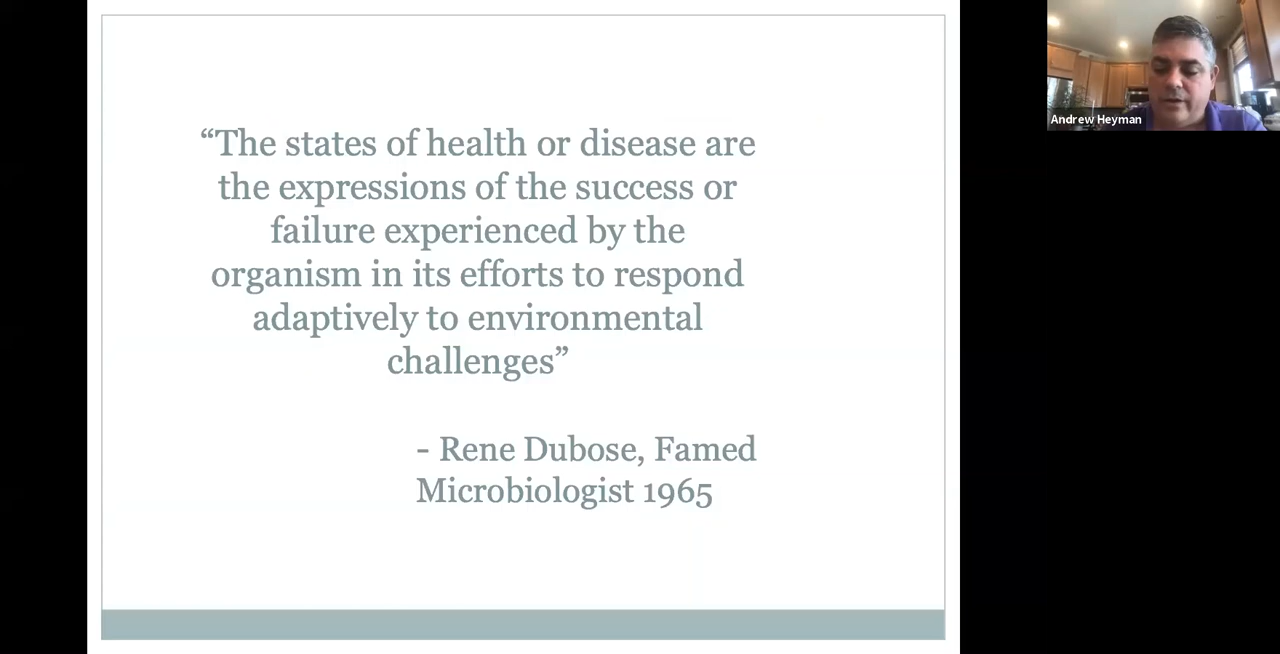 “The states of health or disease are
the expressions of the success or
failure experienced by the
organism in its efforts to respond
adaptively to environmental
challenges”
- Rene Dubose, Famed
Microbiologist 1965
Andrew Heyman